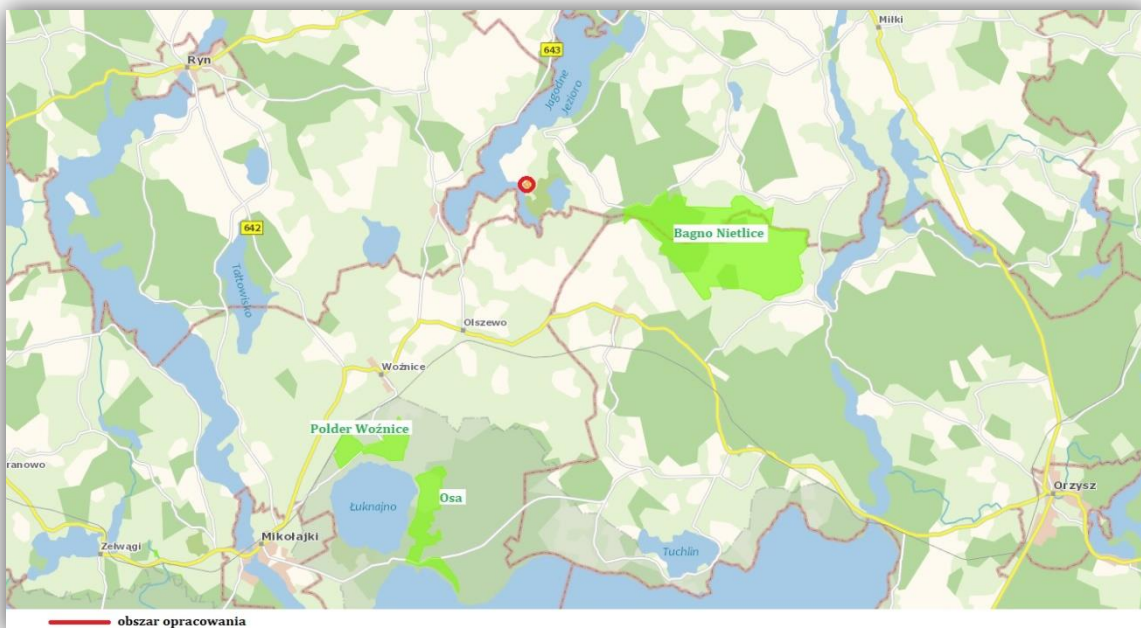 Miłki
643
Ryn
Jagodne
Jezioro
642
Bagno Nietlice
Tałtowisko
Olszewo
Woźnice
Polder Woźnice
ranowo
Osa
Orzysz
Łuknajno
Mikołajki
Zełwągi
Tuchlin
obszar opracowania